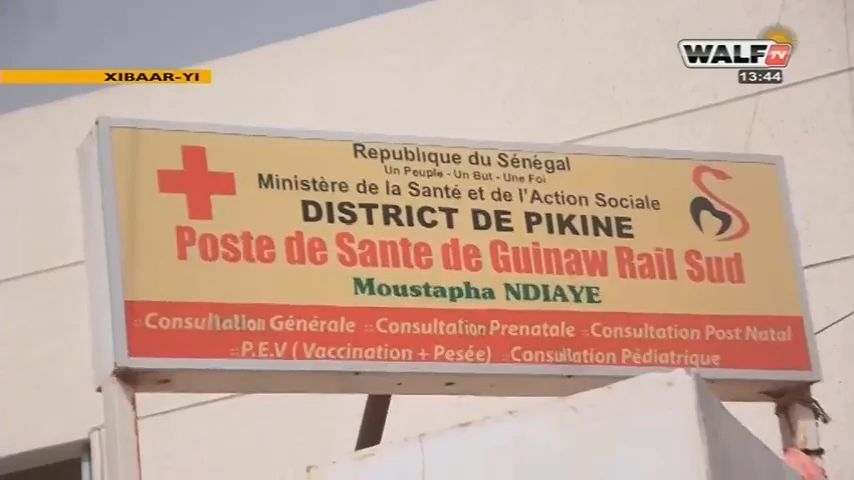 WALF TV
13:44
XIBAAR-YI
République du Sénégal
Un Peuple - Un But - Une Foi
Ministère de la Santé et de l'Action Sociale
DISTRICT DE PIKINE
Poste de Sante de Guinaw Rail Sud
Moustapha NDIAYE
Consultation Générale Consultation Prenatale Consultation Post Natal
P.E.V (Vaccination + Pesée) Consultation Pédiatrique